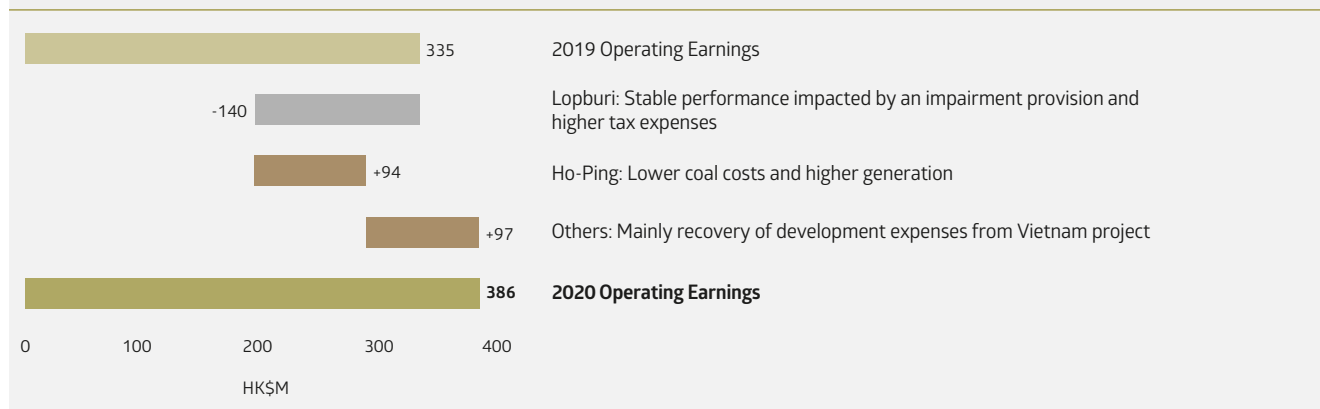 335 2019 Operating Earnings
-140 Lopburi: Stable performance impacted by an impairment provision and
higher tax expenses
+94 Ho-Ping: Lower coal costs and higher generation
+97 Others: Mainly recovery of development expenses from Vietnam project
386 2020 Operating Earnings
0 100 200 300 400
HK$M